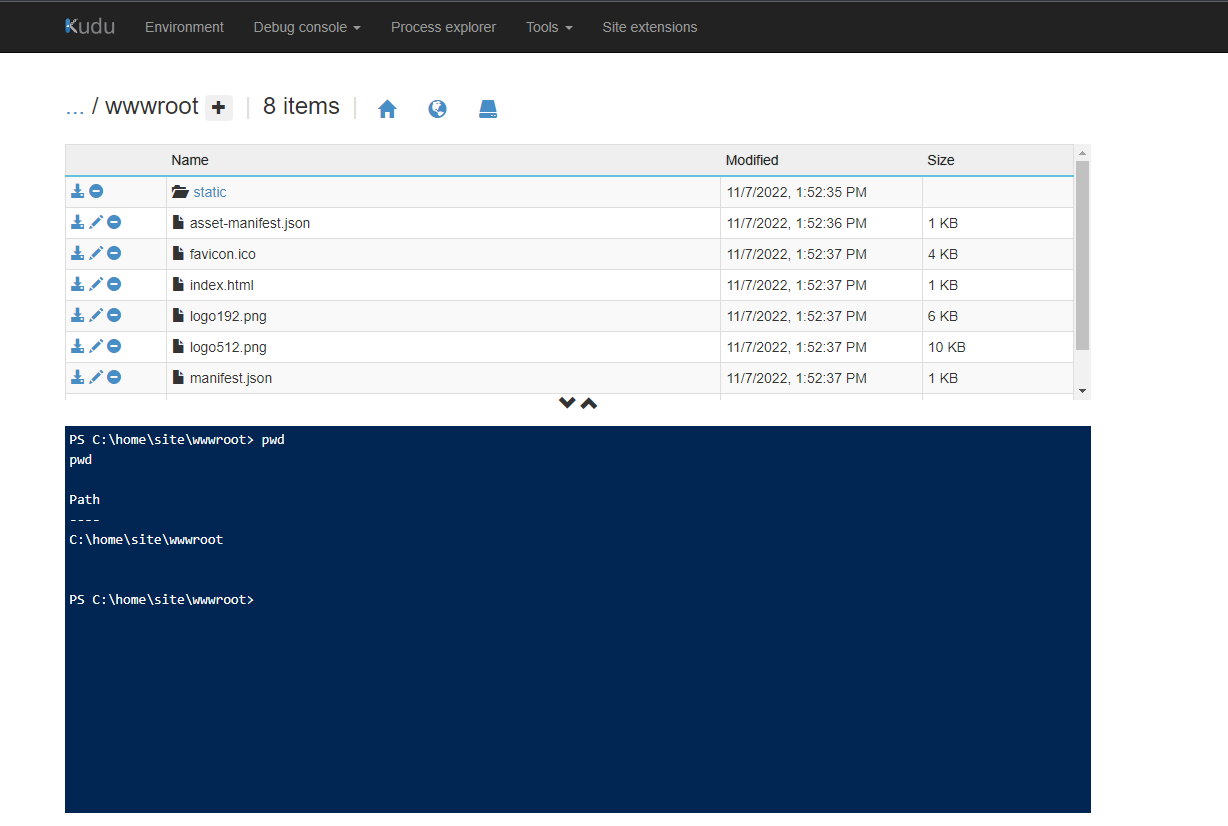 Kudu Environment Debug console Process explorer Tools Site extensions
... / wwwroot | 8 items |
Name Modified Size
static 11/7/2022, 1:52:35 PM
asset-manifest.json 11/7/2022, 1:52:36 PM 1 KB
favicon.ico 11/7/2022, 1:52:37 PM 4 KB
index.html 11/7/2022, 1:52:37 PM 1 KB
logo192.png 11/7/2022, 1:52:37 PM 6 KB
logo512.png 11/7/2022, 1:52:37 PM 10 KB
manifest.json 11/7/2022, 1:52:37 PM 1 KB
PS C:\home\site\wwwroot> pwd
pwd
Path
----
C:\home\site\wwwroot
PS C:\home\site\wwwroot>